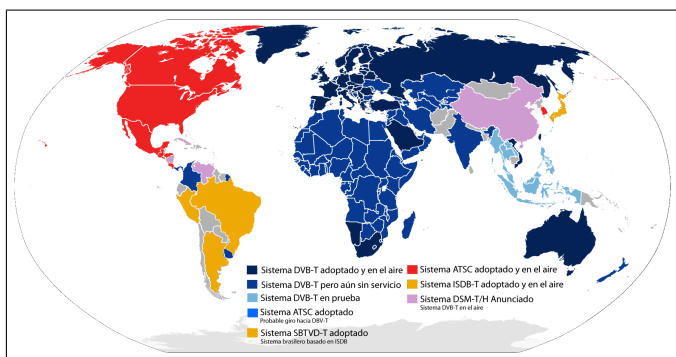 Sistema DVB-T adoptado y en el aire
Sistema DVB-T pero aún sin servicio
Sistema DVB-T en prueba
Sistema ATSC adoptado
Probable giro hacia DBV-T
Sistema SBTVD-T adoptado
Sistema brasilero basado en ISDB
Sistema ATSC adoptado y en el aire
Sistema ISDB-T adoptado y en el aire
Sistema DSM-T/H Anunciado
Sistema DVB-T en el aire